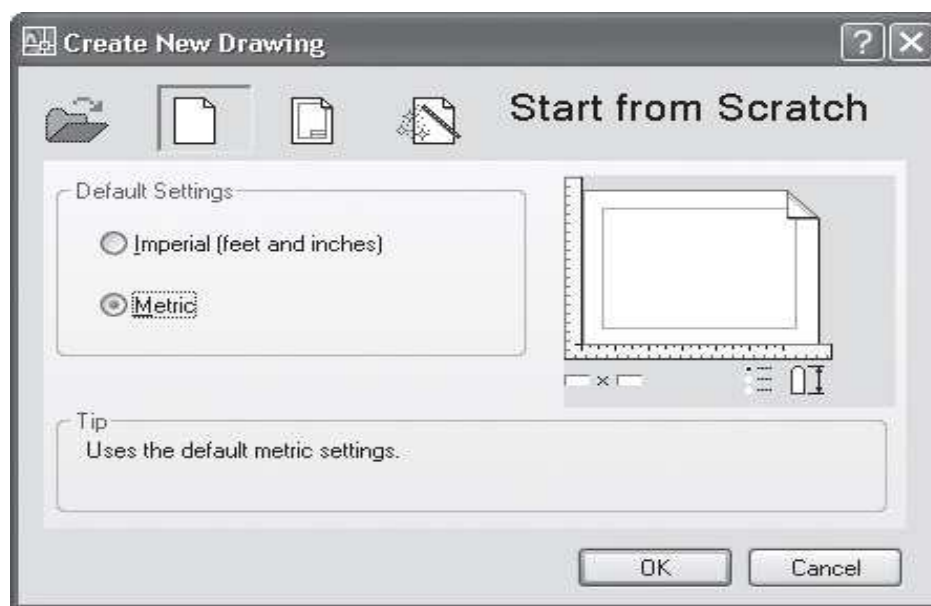 Create New Drawing
Start from Scratch
Default Settings
Imperial (feet and inches)
Metric
Tip
Uses the default metric settings.
OK
Cancel